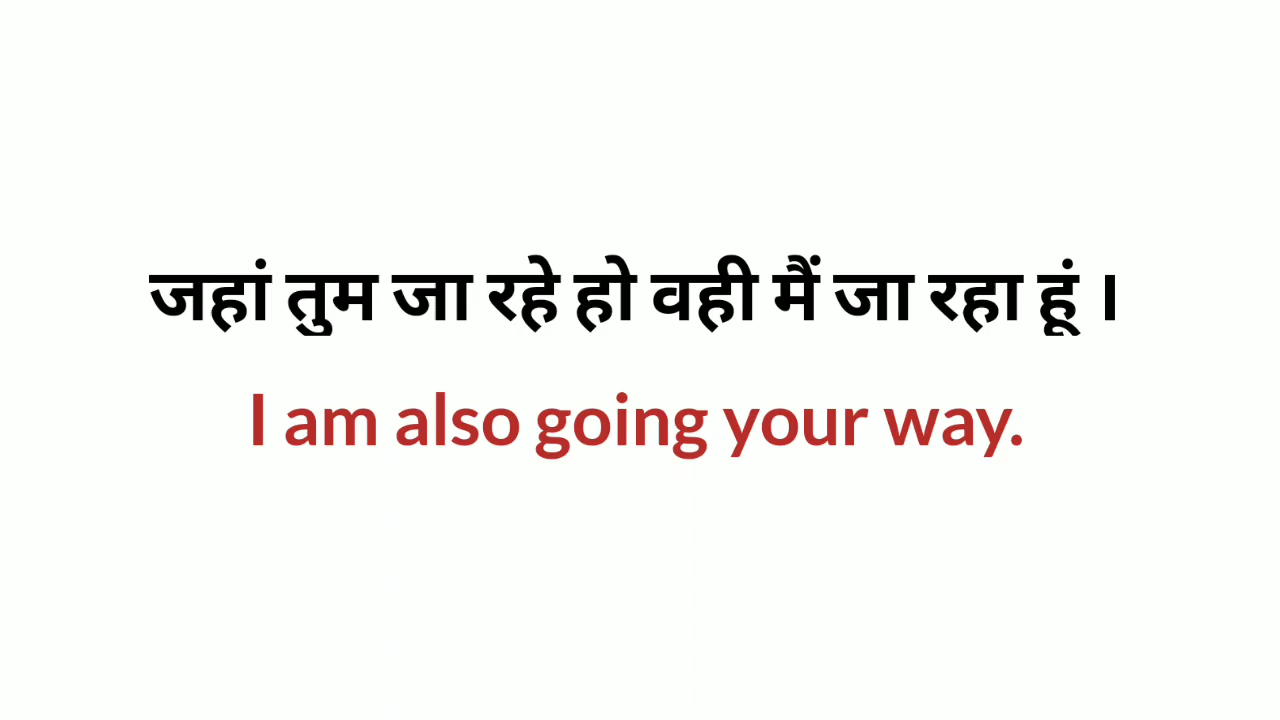 जहां तुम जा रहे हो वही मैं जा रहा हूं ।
I am also going your way.